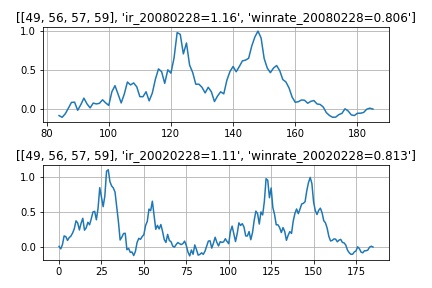 [[49, 56, 57, 59], 'ir_20080228=1.16', 'winrate_20080228=0.806']
1.0
0.5
0.0
80 100 120 140 160 180
[[49, 56, 57, 59], 'ir_20020228=1.11', 'winrate_20020228=0.813']
1.0
0.5
0.0
0 25 50 75 100 125 150 175